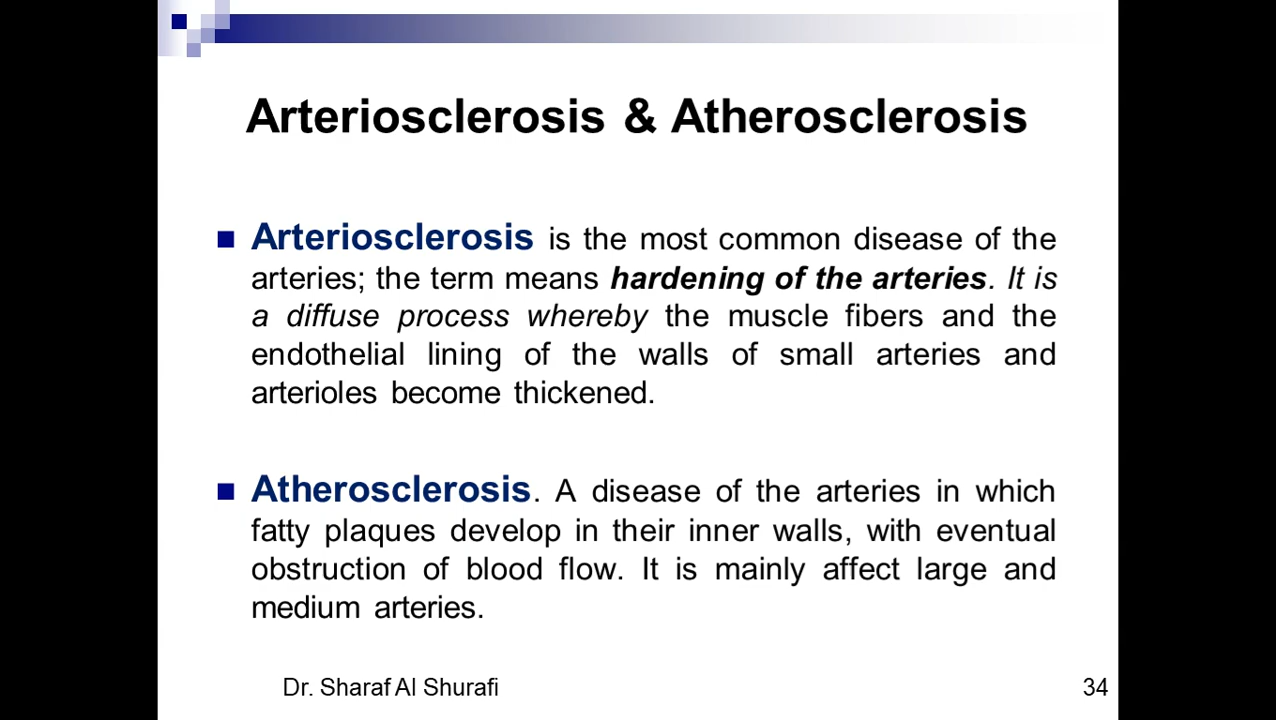 Arteriosclerosis & Atherosclerosis
Arteriosclerosis is the most common disease of the
arteries; the term means hardening of the arteries. It is
a diffuse process whereby the muscle fibers and the
endothelial lining of the walls of small arteries and
arterioles become thickened.
Atherosclerosis. A disease of the arteries in which
fatty plaques develop in their inner walls, with eventual
obstruction of blood flow. It is mainly affect large and
medium arteries.
Dr. Sharaf Al Shurafi
34